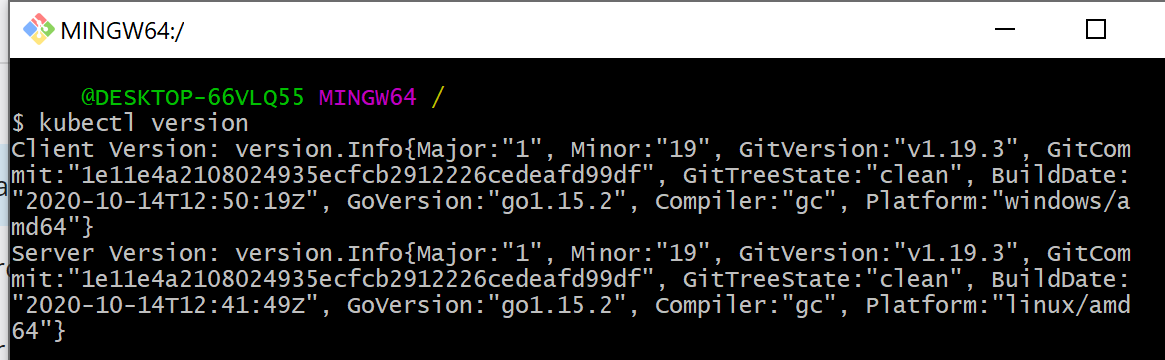 MINGW64:/
@DESKTOP-66VLQ55 MINGW64 /
$ kubectl version
Client Version: version.Info{Major:"1", Minor:"19", GitVersion:"v1.19.3", GitCom
mit:"1e11e4a2108024935ecfcb2912226cedeafd99df", GitTreeState:"clean", BuildDate:
"2020-10-14T12:50:19Z", GoVersion:"go1.15.2", Compiler:"gc", Platform:"windows/a
md64"}
Server Version: version.Info{Major:"1", Minor:"19", GitVersion:"v1.19.3", GitCom
mit:"1e11e4a2108024935ecfcb2912226cedeafd99df", GitTreeState:"clean", BuildDate:
"2020-10-14T12:41:49Z", GoVersion:"go1.15.2", Compiler:"gc", Platform:"linux/amd
64"}